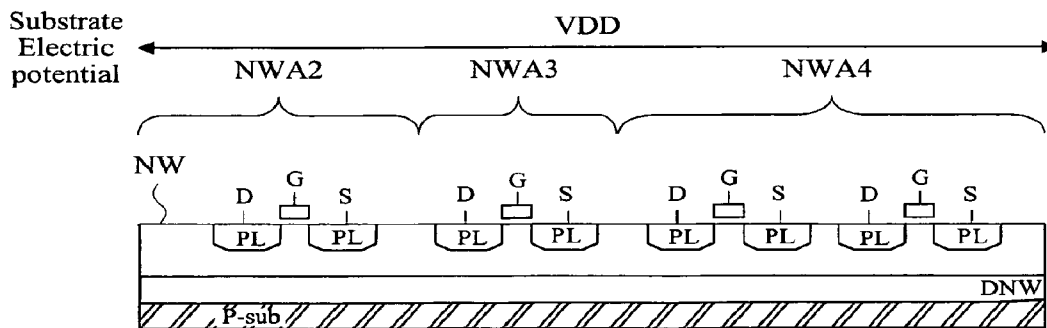 Substrate
Electric
potential
VDD
NWA2 NWA3 NWA4
NW
D G S D G S D G S D G S
PL PL PL PL PL PL PL PL
DNW
P-sub